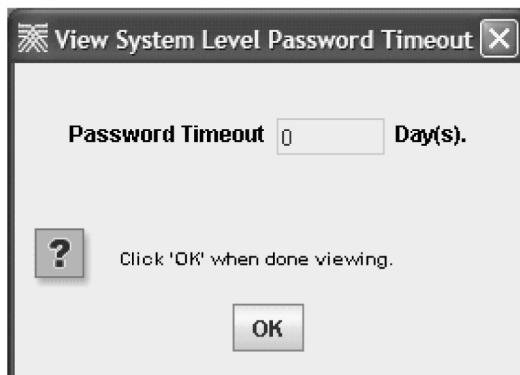 View System Level Password Timeout
Password Timeout 0 Day(s).
?
Click 'OK' when done viewing.
OK